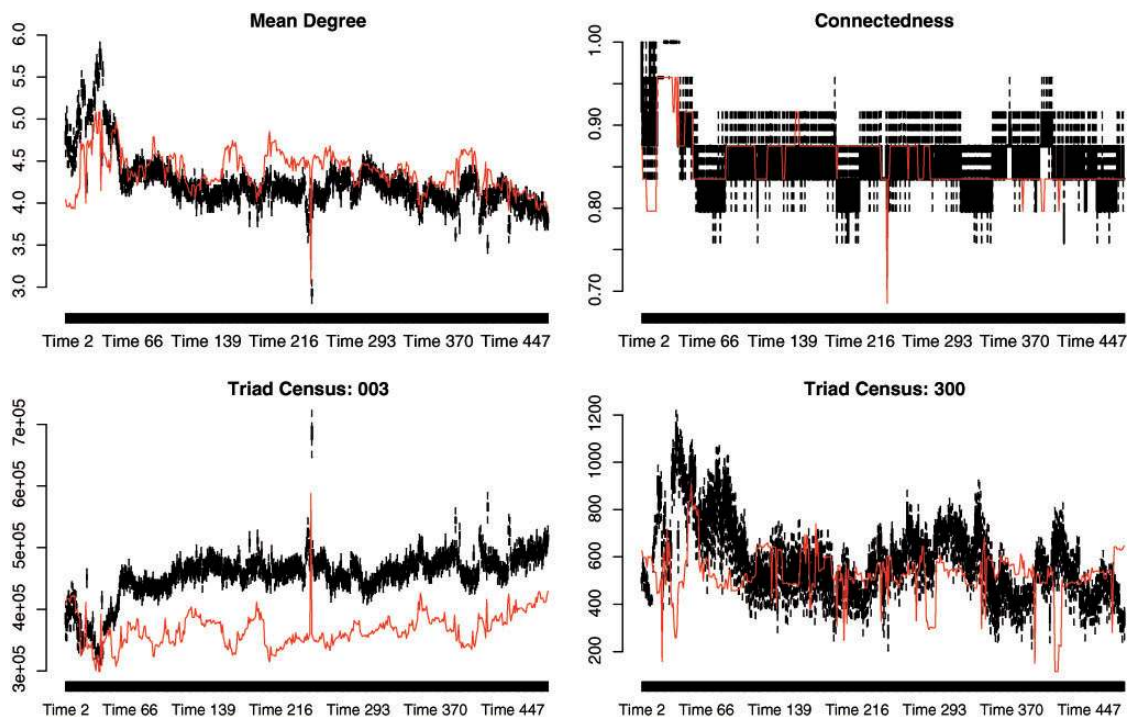 Mean Degree
6.0
5.5
5.0
4.5
4.0
3.5
3.0
Time 2 Time 66 Time 139 Time 216 Time 293 Time 370 Time 447
Connectedness
1.00
0.90
0.80
0.70
Time 2 Time 66 Time 139 Time 216 Time 293 Time 370 Time 447
Triad Census: 003
7e+05
6e+05
5e+05
4e+05
3e+05
Time 2 Time 66 Time 139 Time 216 Time 293 Time 370 Time 447
Triad Census: 300
1200
1000
800
600
400
200
Time 2 Time 66 Time 139 Time 216 Time 293 Time 370 Time 447